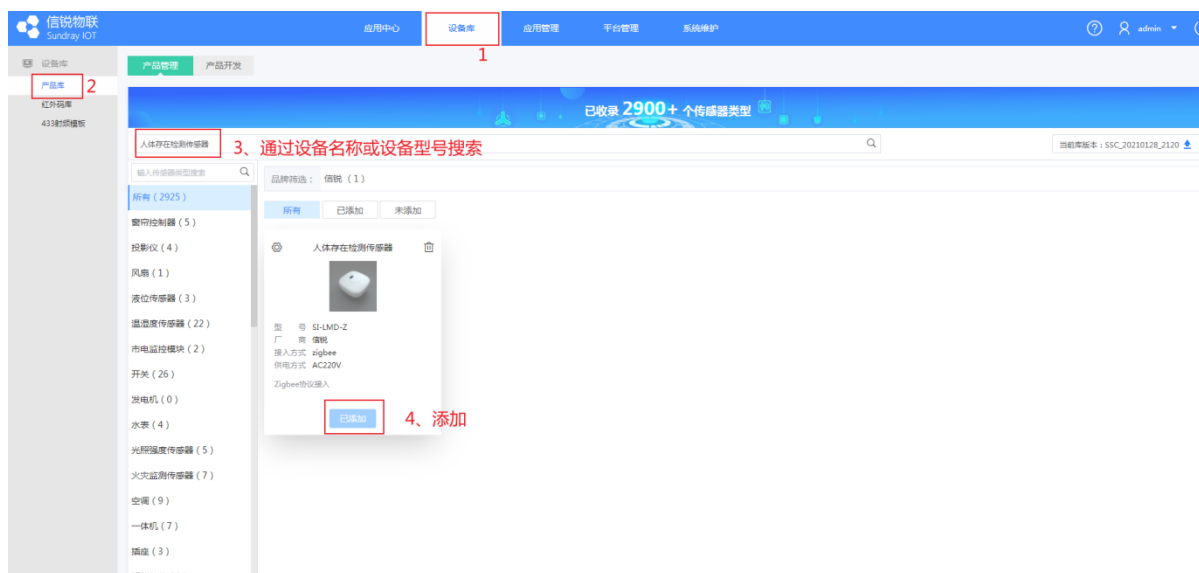 信锐物联
Sundray IOT
应用中心
设备库
应用管理
平台管理
系统维护
admin
1
设备库
产品库
2
红外码库
433射频模板
产品管理
产品开发
已收录 2900+ 个传感器类型
人体存在检测传感器
3、通过设备名称或设备型号搜索
当前库版本：SSC_20210128_2120
输入传感器类型搜索
品牌筛选：
信锐（1）
所有
已添加
未添加
所有（2925）
窗帘控制器（5）
投影仪（4）
风扇（1）
液位传感器（3）
温湿度传感器（22）
市电监控模块（2）
开关（26）
发电机（0）
水表（4）
光照强度传感器（5）
火灾监测传感器（7）
空调（9）
一体机（7）
插座（3）
人体存在检测传感器
型 号 SI-LMD-Z
厂 商 信锐
接入方式 zigbee
供电方式 AC220V
Zigbee协议接入
已添加
4、添加